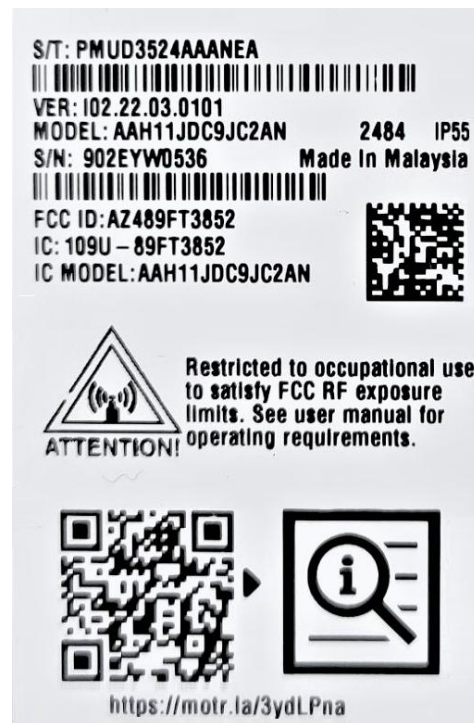 S/T: PMUD3524AAANEA
VER: I02.22.03.0101
MODEL: AAH11JDC9JC2AN 2484 IP55
S/N: 902EYW0536 Made In Malaysia
FCC ID: AZ489FT3852
IC: 109U – 89FT3852
IC MODEL: AAH11JDC9JC2AN
ATTENTION!
Restricted to occupational use
to satisfy FCC RF exposure
limits. See user manual for
operating requirements.
i
https://motr.la/3ydLPna